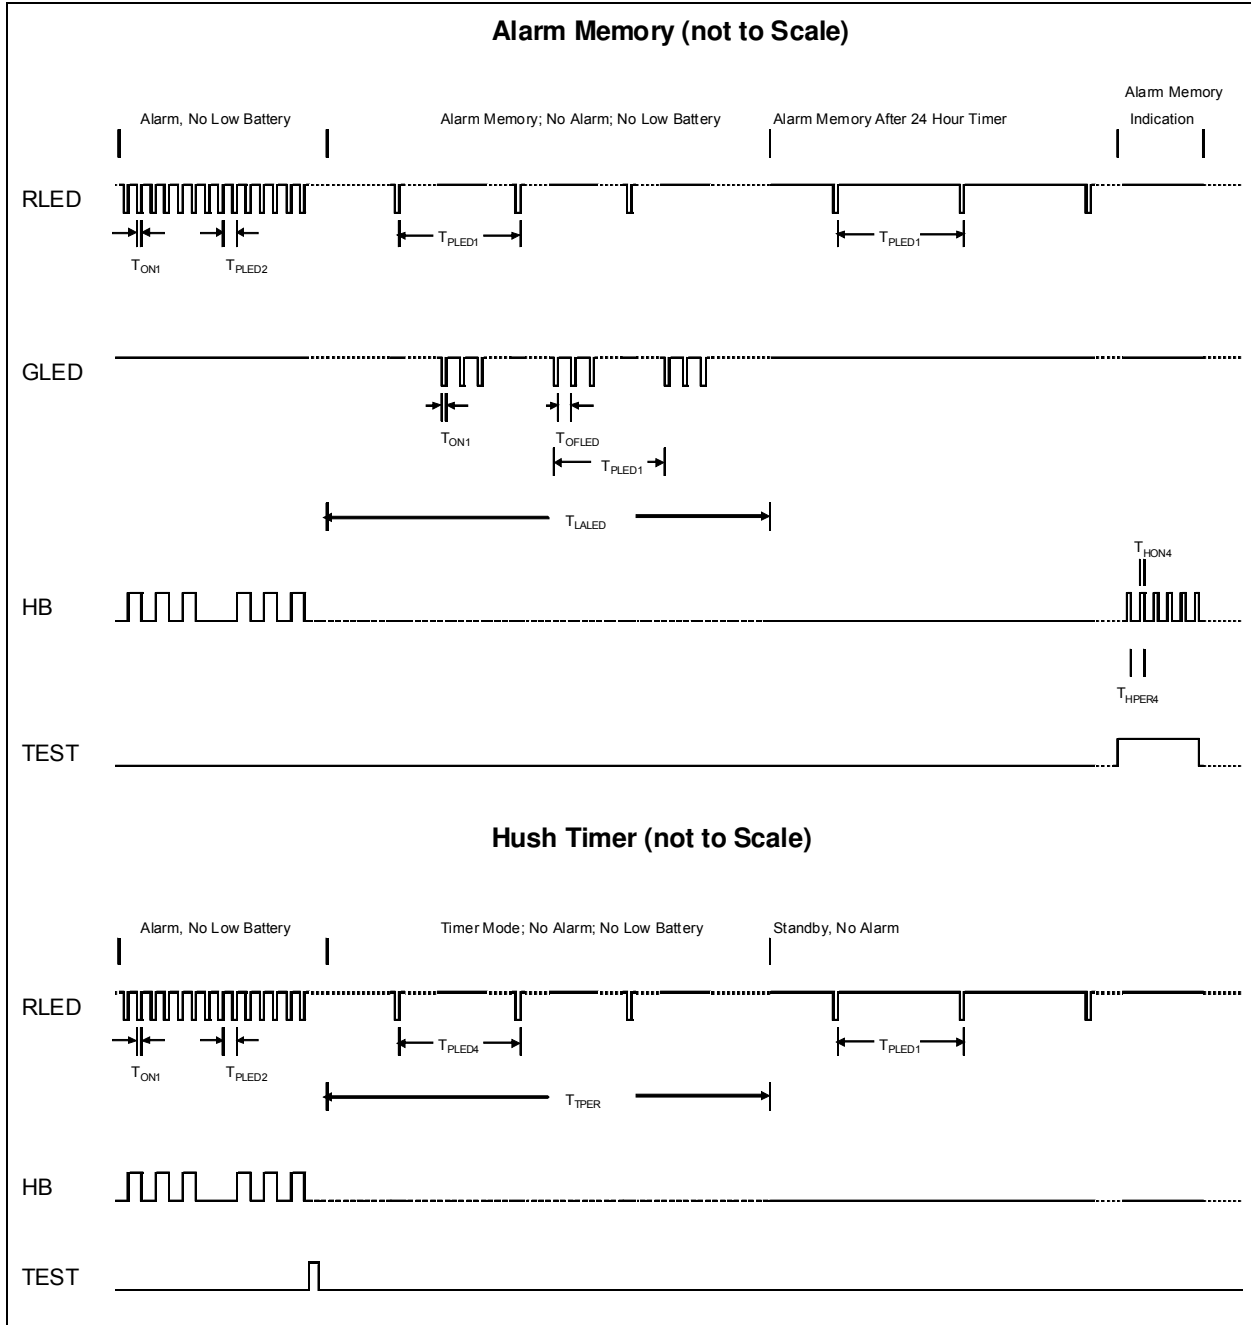 Alarm Memory (not to Scale)
Alarm, No Low Battery
Alarm Memory; No Alarm; No Low Battery
Alarm Memory After 24 Hour Timer
Alarm Memory
Indication
RLED
TON1
TPLED2
TPLED1
TPLED1
GLED
TON1
TOFLED
TPLED1
TLALED
THON4
HB
THPER4
TEST
Hush Timer (not to Scale)
Alarm, No Low Battery
Timer Mode; No Alarm; No Low Battery
Standby, No Alarm
RLED
TON1
TPLED2
TPLED4
TPLED1
TTPER
HB
TEST